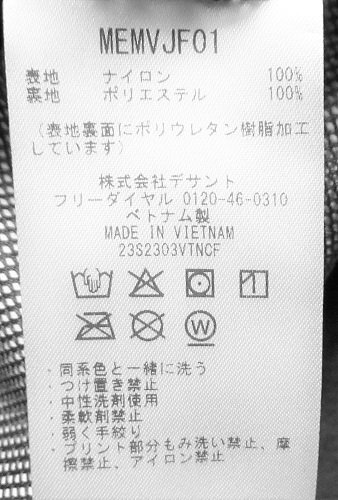 MEMVJF01
表地 ナイロン 100%
裏地 ポリエステル 100%
(表地裏面にポリウレタン樹脂加工
しています)
株式会社デサント
フリーダイヤル 0120-46-0310
ベトナム製
MADE IN VIETNAM
23S2303VTNCF
W
・同系色と一緒に洗う
・つけ置き禁止
・中性洗剤使用
・柔軟剤禁止
・弱く手絞り
・プリント部分もみ洗い禁止、摩
擦禁止、アイロン禁止